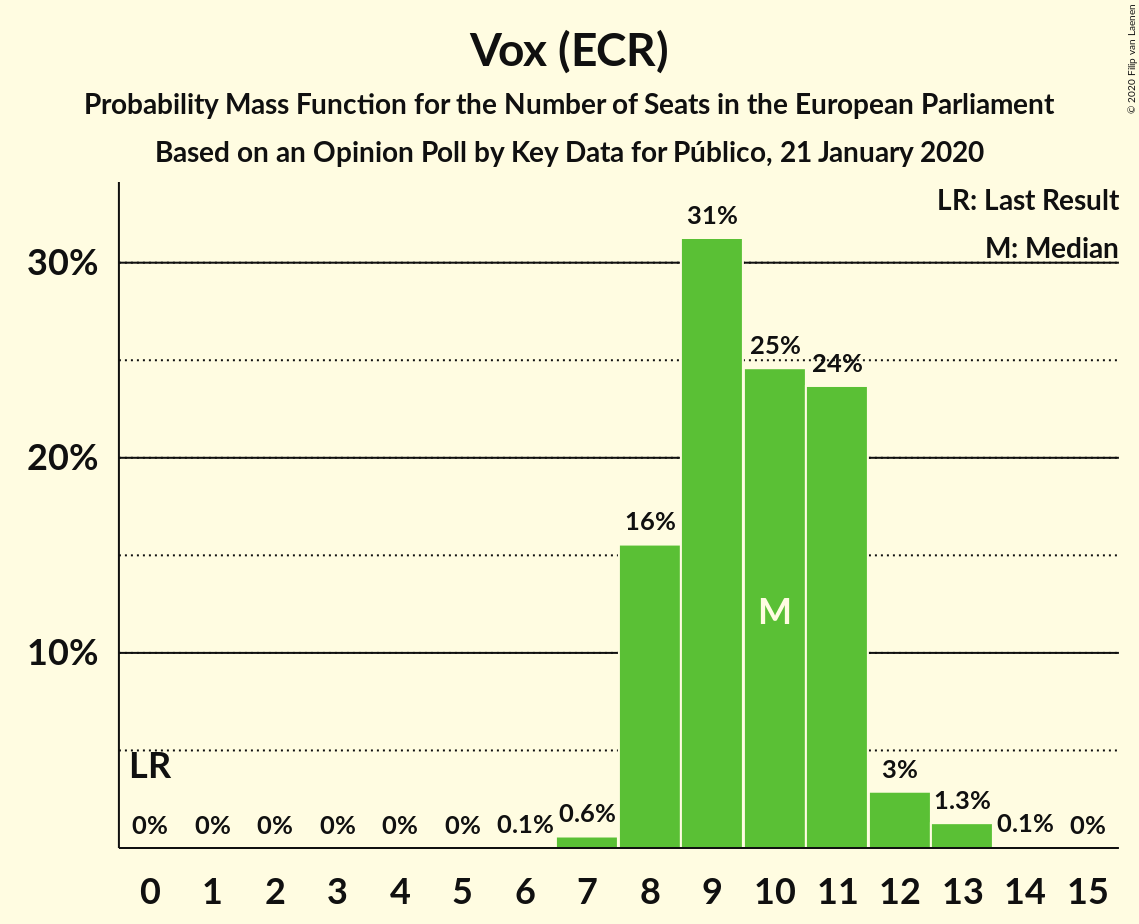 Vox (ECR)
Probability Mass Function for the Number of Seats in the European Parliament
Based on an Opinion Poll by Key Data for Público, 21 January 2020
© 2020 Filip van Laenen
LR: Last Result
M: Median
30%
20%
10%
31%
25%
24%
16%
M
LR
3%
1.3%
0% 0% 0% 0% 0% 0% 0.1% 0.6% 0.1% 0%
0 1 2 3 4 5 6 7 8 9 10 11 12 13 14 15